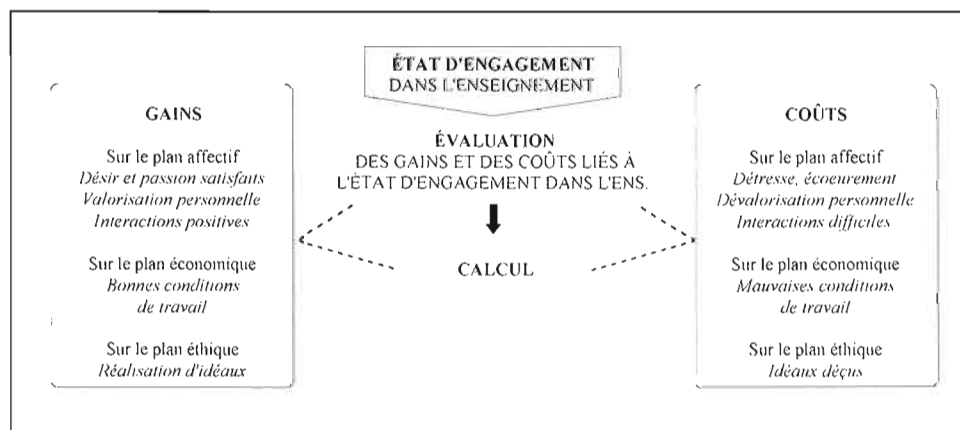 ÉTAT D'ENGAGEMENT
DANS L'ENSEIGNEMENT
GAINS
Sur le plan affectif
Désir et passion satisfaits
Valorisation personnelle
Interactions positives
Sur le plan économique
Bonnes conditions
de travail
Sur le plan éthique
Réalisation d'idéaux
ÉVALUATION
DES GAINS ET DES COÛTS LIÉS À
L'ÉTAT D'ENGAGEMENT DANS L'ENS.
CALCUL
COÛTS
Sur le plan affectif
Détresse, écoeurement
Dévalorisation personnelle
Interactions difficiles
Sur le plan économique
Mauvaises conditions
de travail
Sur le plan éthique
Idéaux déçus